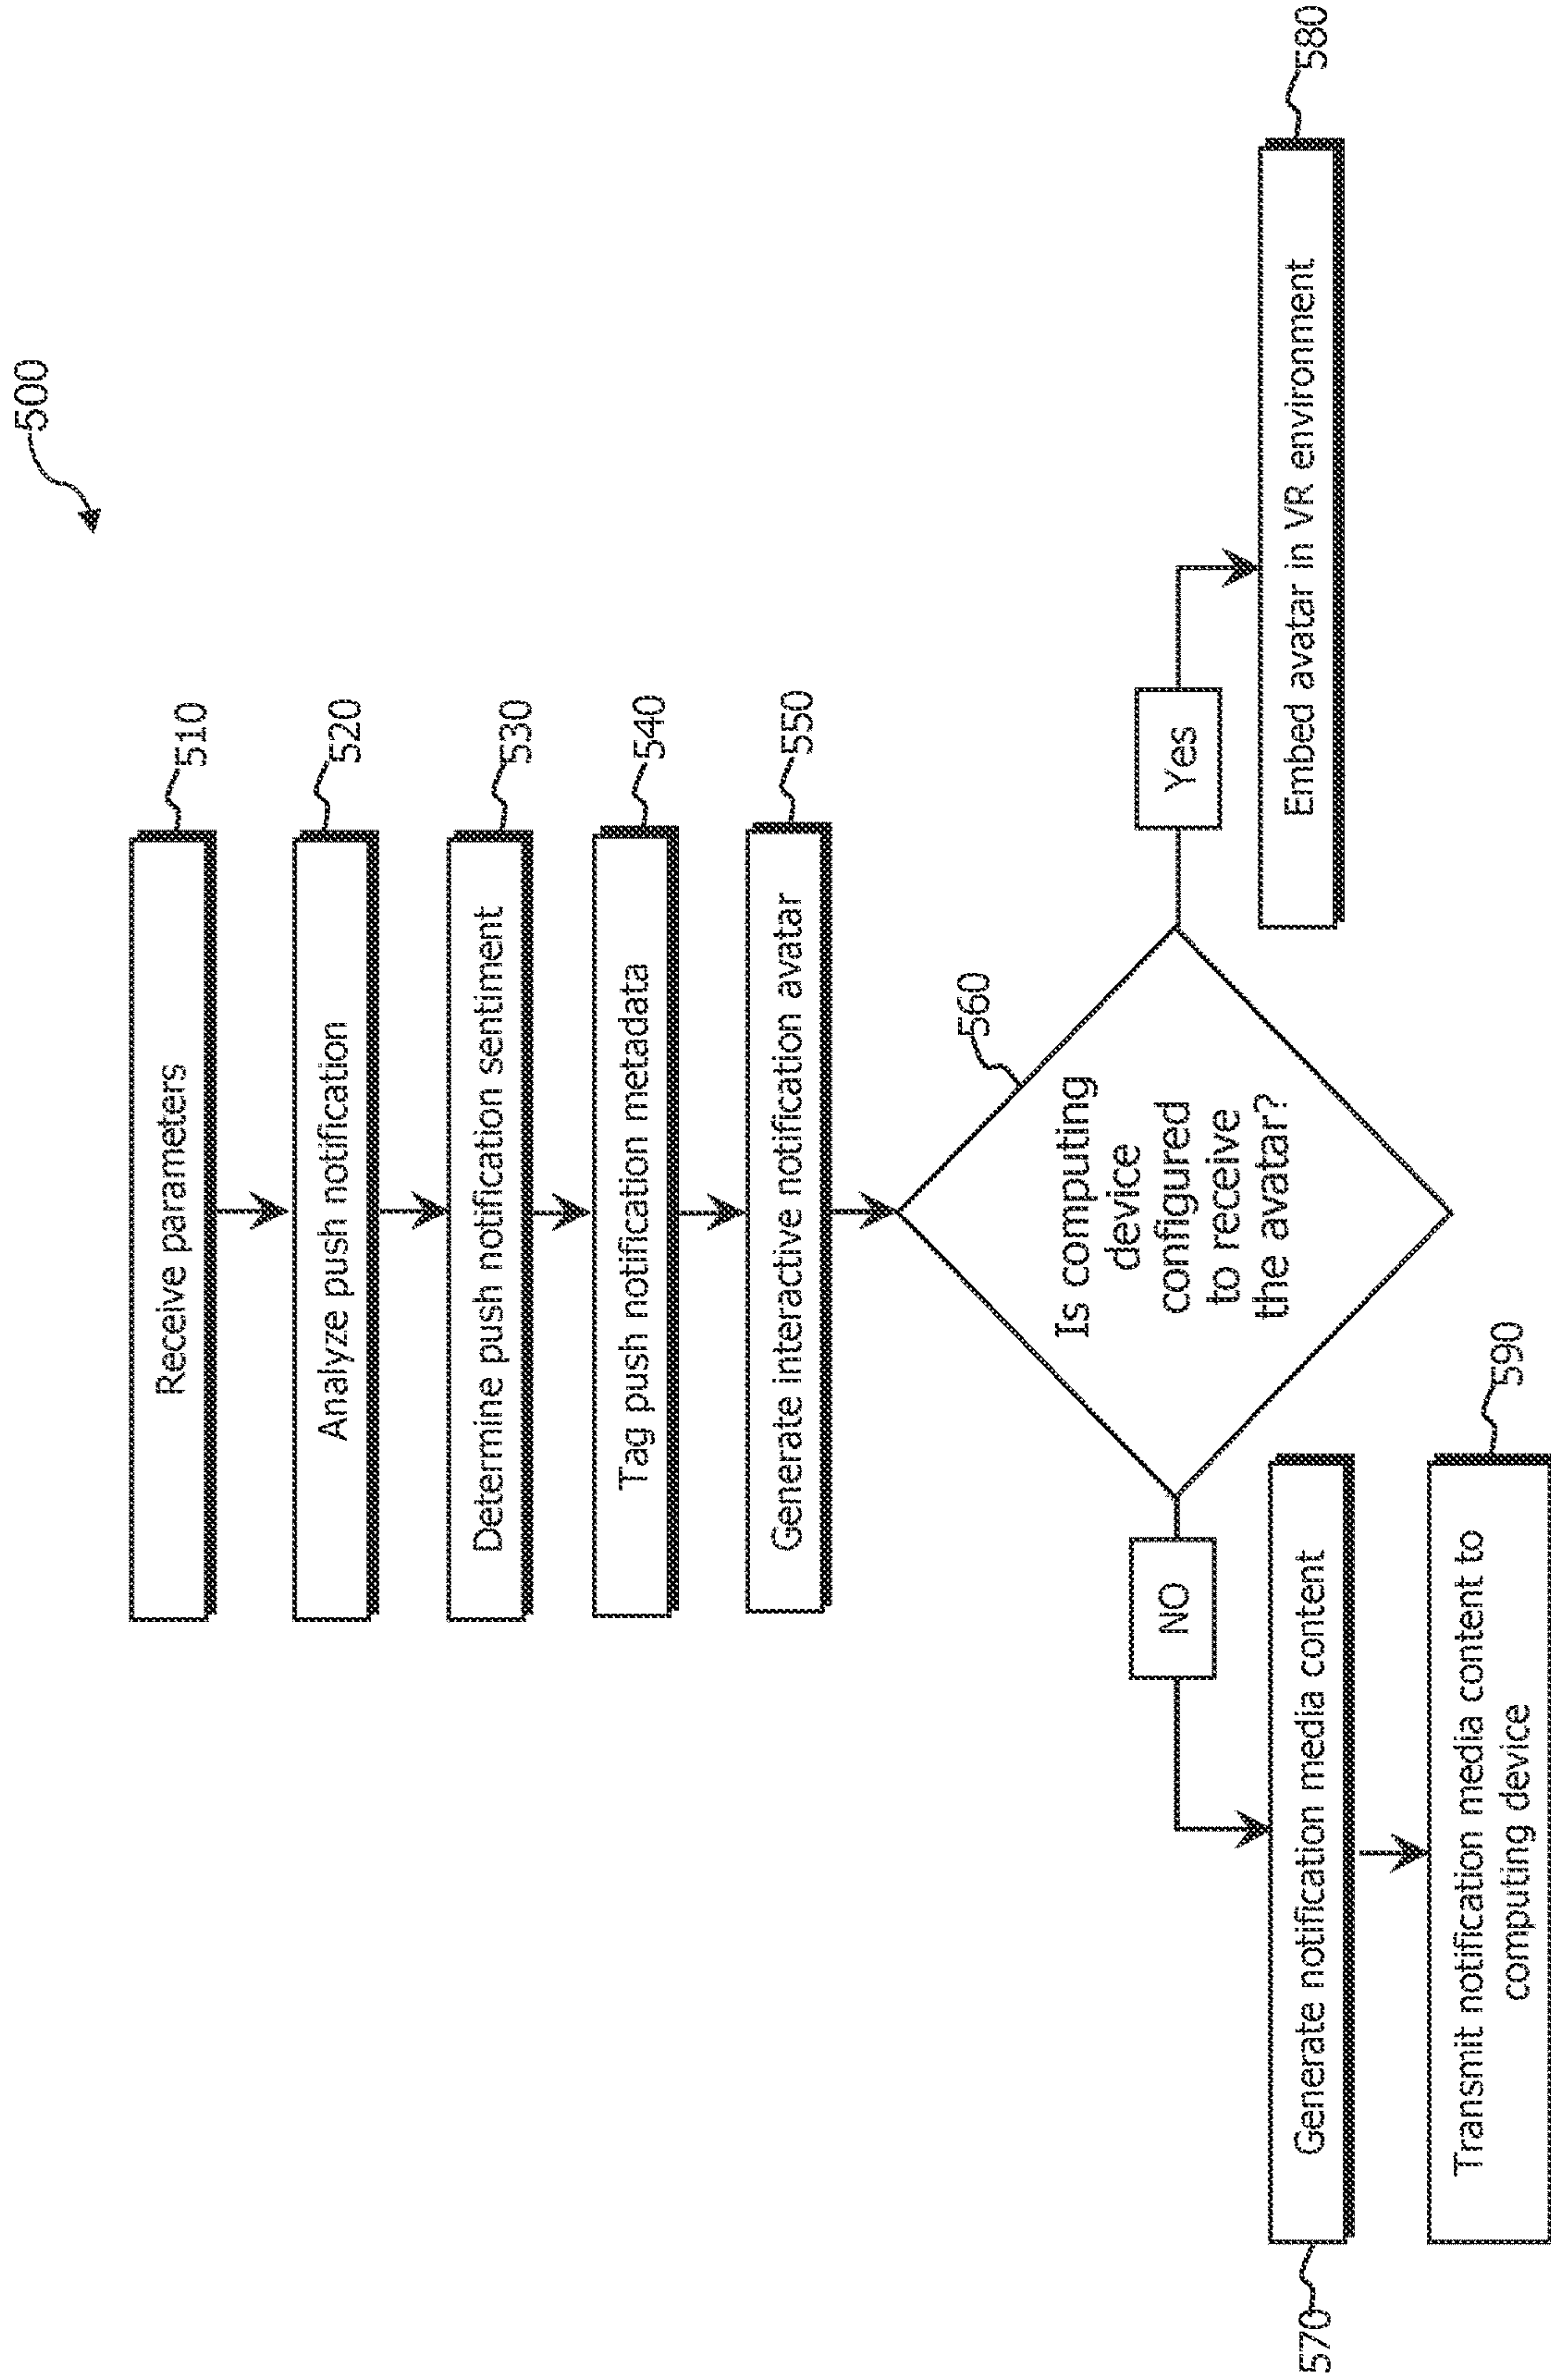 500
Receive parameters
510
Analyze push notification
520
Determine push notification sentiment
530
Tag push notification metadata
540
Generate interactive notification avatar
550
560
Is computing
device
configured
to receive
the avatar?
NO
Yes
570
Generate notification media content
Embed avatar in VR environment
580
Transmit notification media content to
computing device
590